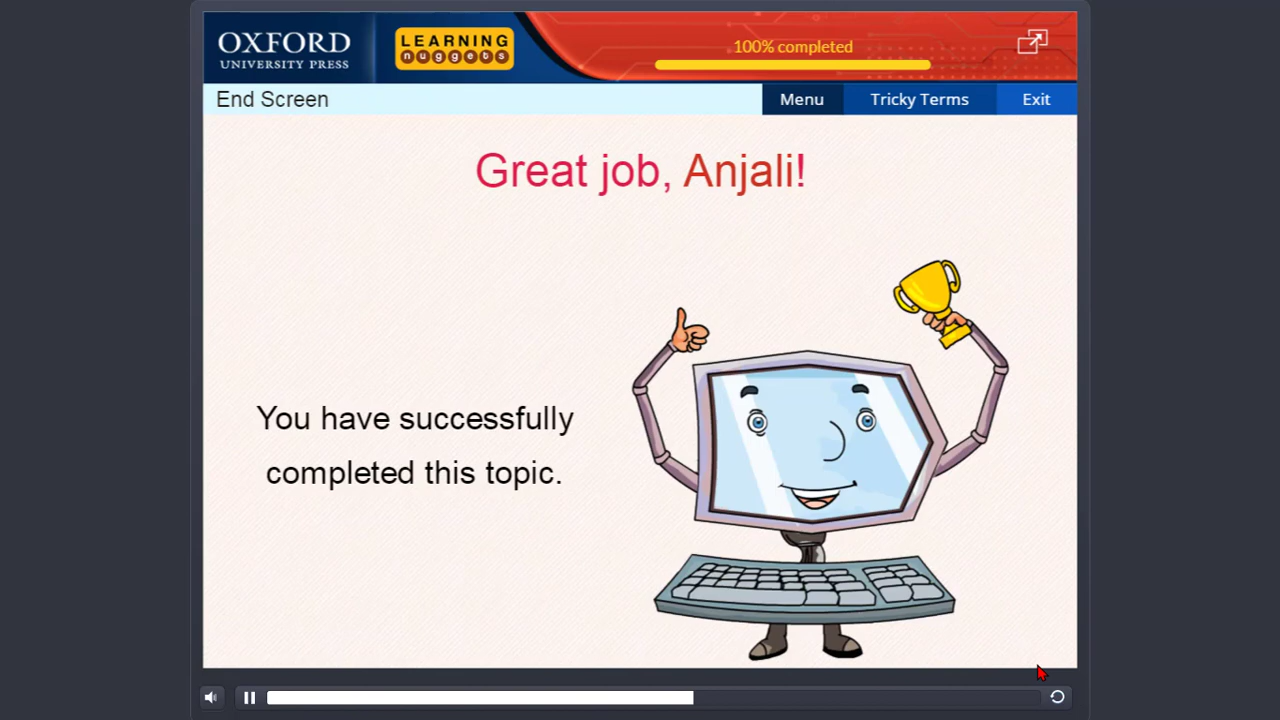 OXFORD
UNIVERSITY PRESS
LEARNING
nuggets
100% completed
End Screen
Menu
Tricky Terms
Exit
Great job, Anjali!
You have successfully
completed this topic.